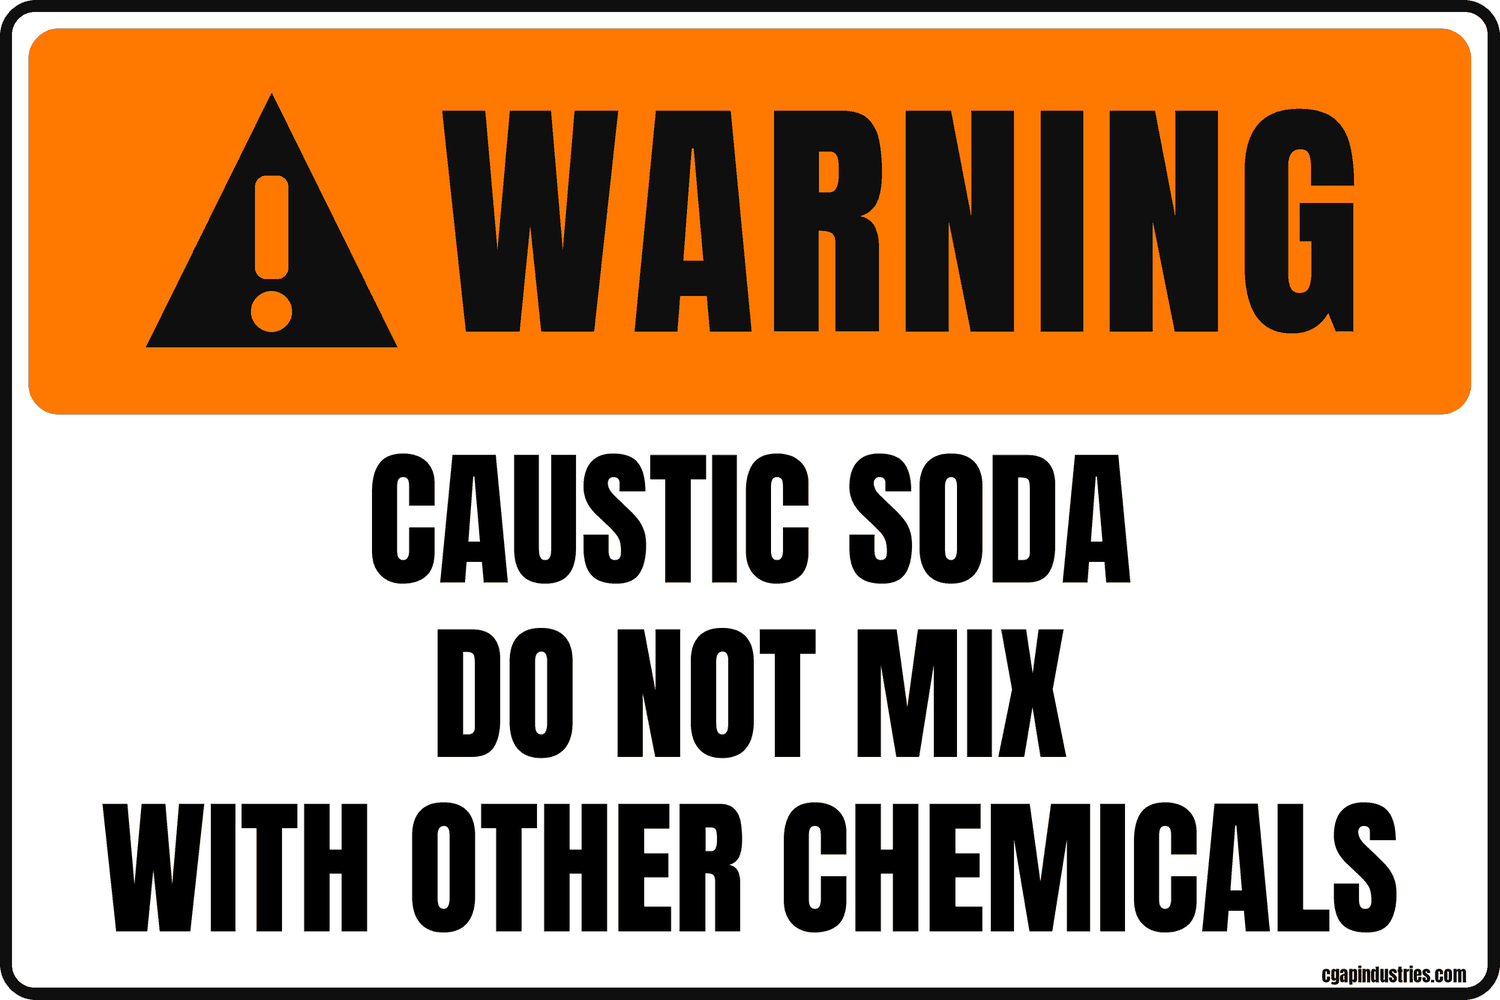 WARNING
CAUSTIC SODA
DO NOT MIX
WITH OTHER CHEMICALS
cgapindustries.com